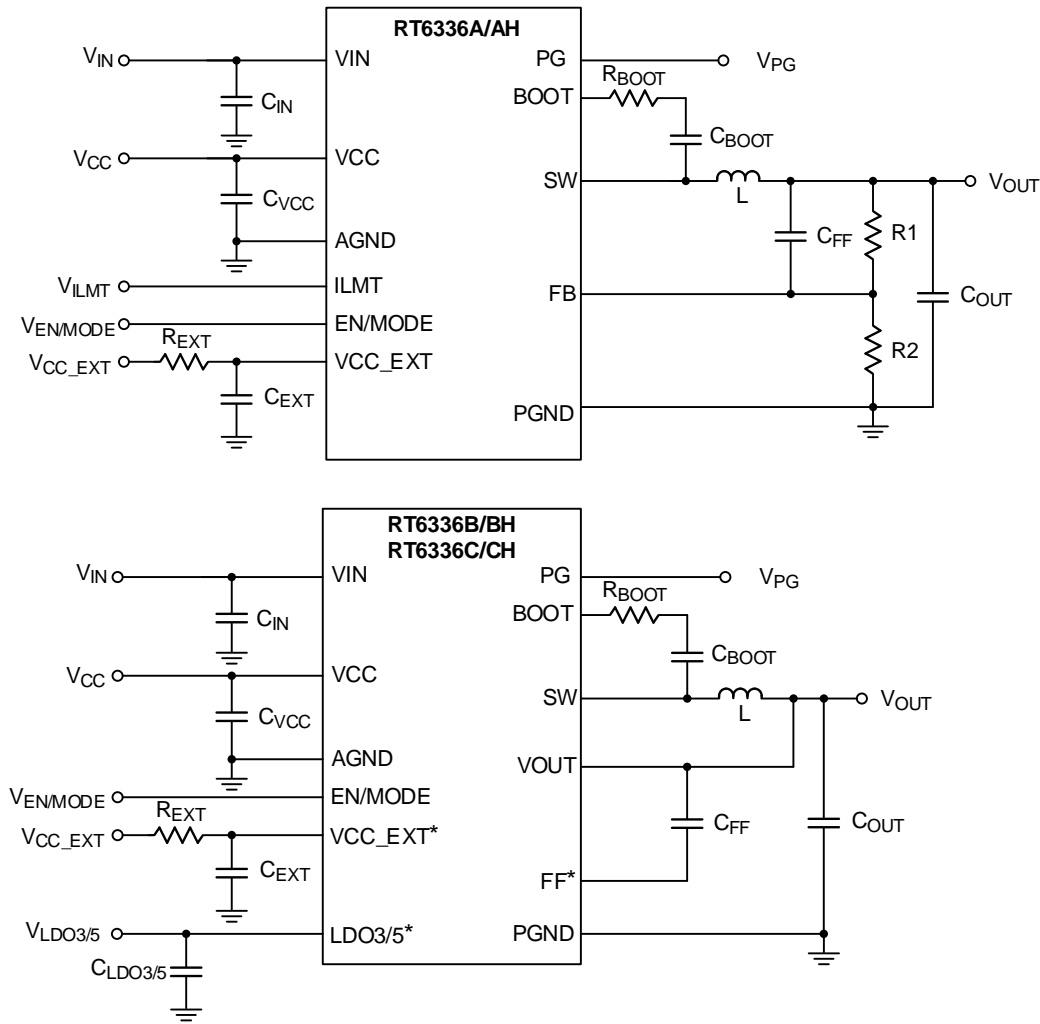 RT6336A/AH
VIN
VIN
PG
VPG
CIN
BOOT
RBOOT
CBOOT
VCC
VCC
SW
L
VOUT
CVCC
AGND
CFF
R1
VILMT
ILMT
FB
COUT
VEN/MODE
EN/MODE
REXT
VCC_EXT
VCC_EXT
R2
CEXT
PGND
RT6336B/BH
RT6336C/CH
VIN
VIN
PG
VPG
CIN
BOOT
RBOOT
CBOOT
VCC
VCC
SW
L
VOUT
CVCC
AGND
VOUT
VEN/MODE
EN/MODE
REXT
VCC_EXT
VCC_EXT*
CFF
COUT
CEXT
FF*
VLDO3/5
LDO3/5*
PGND
CLDO3/5